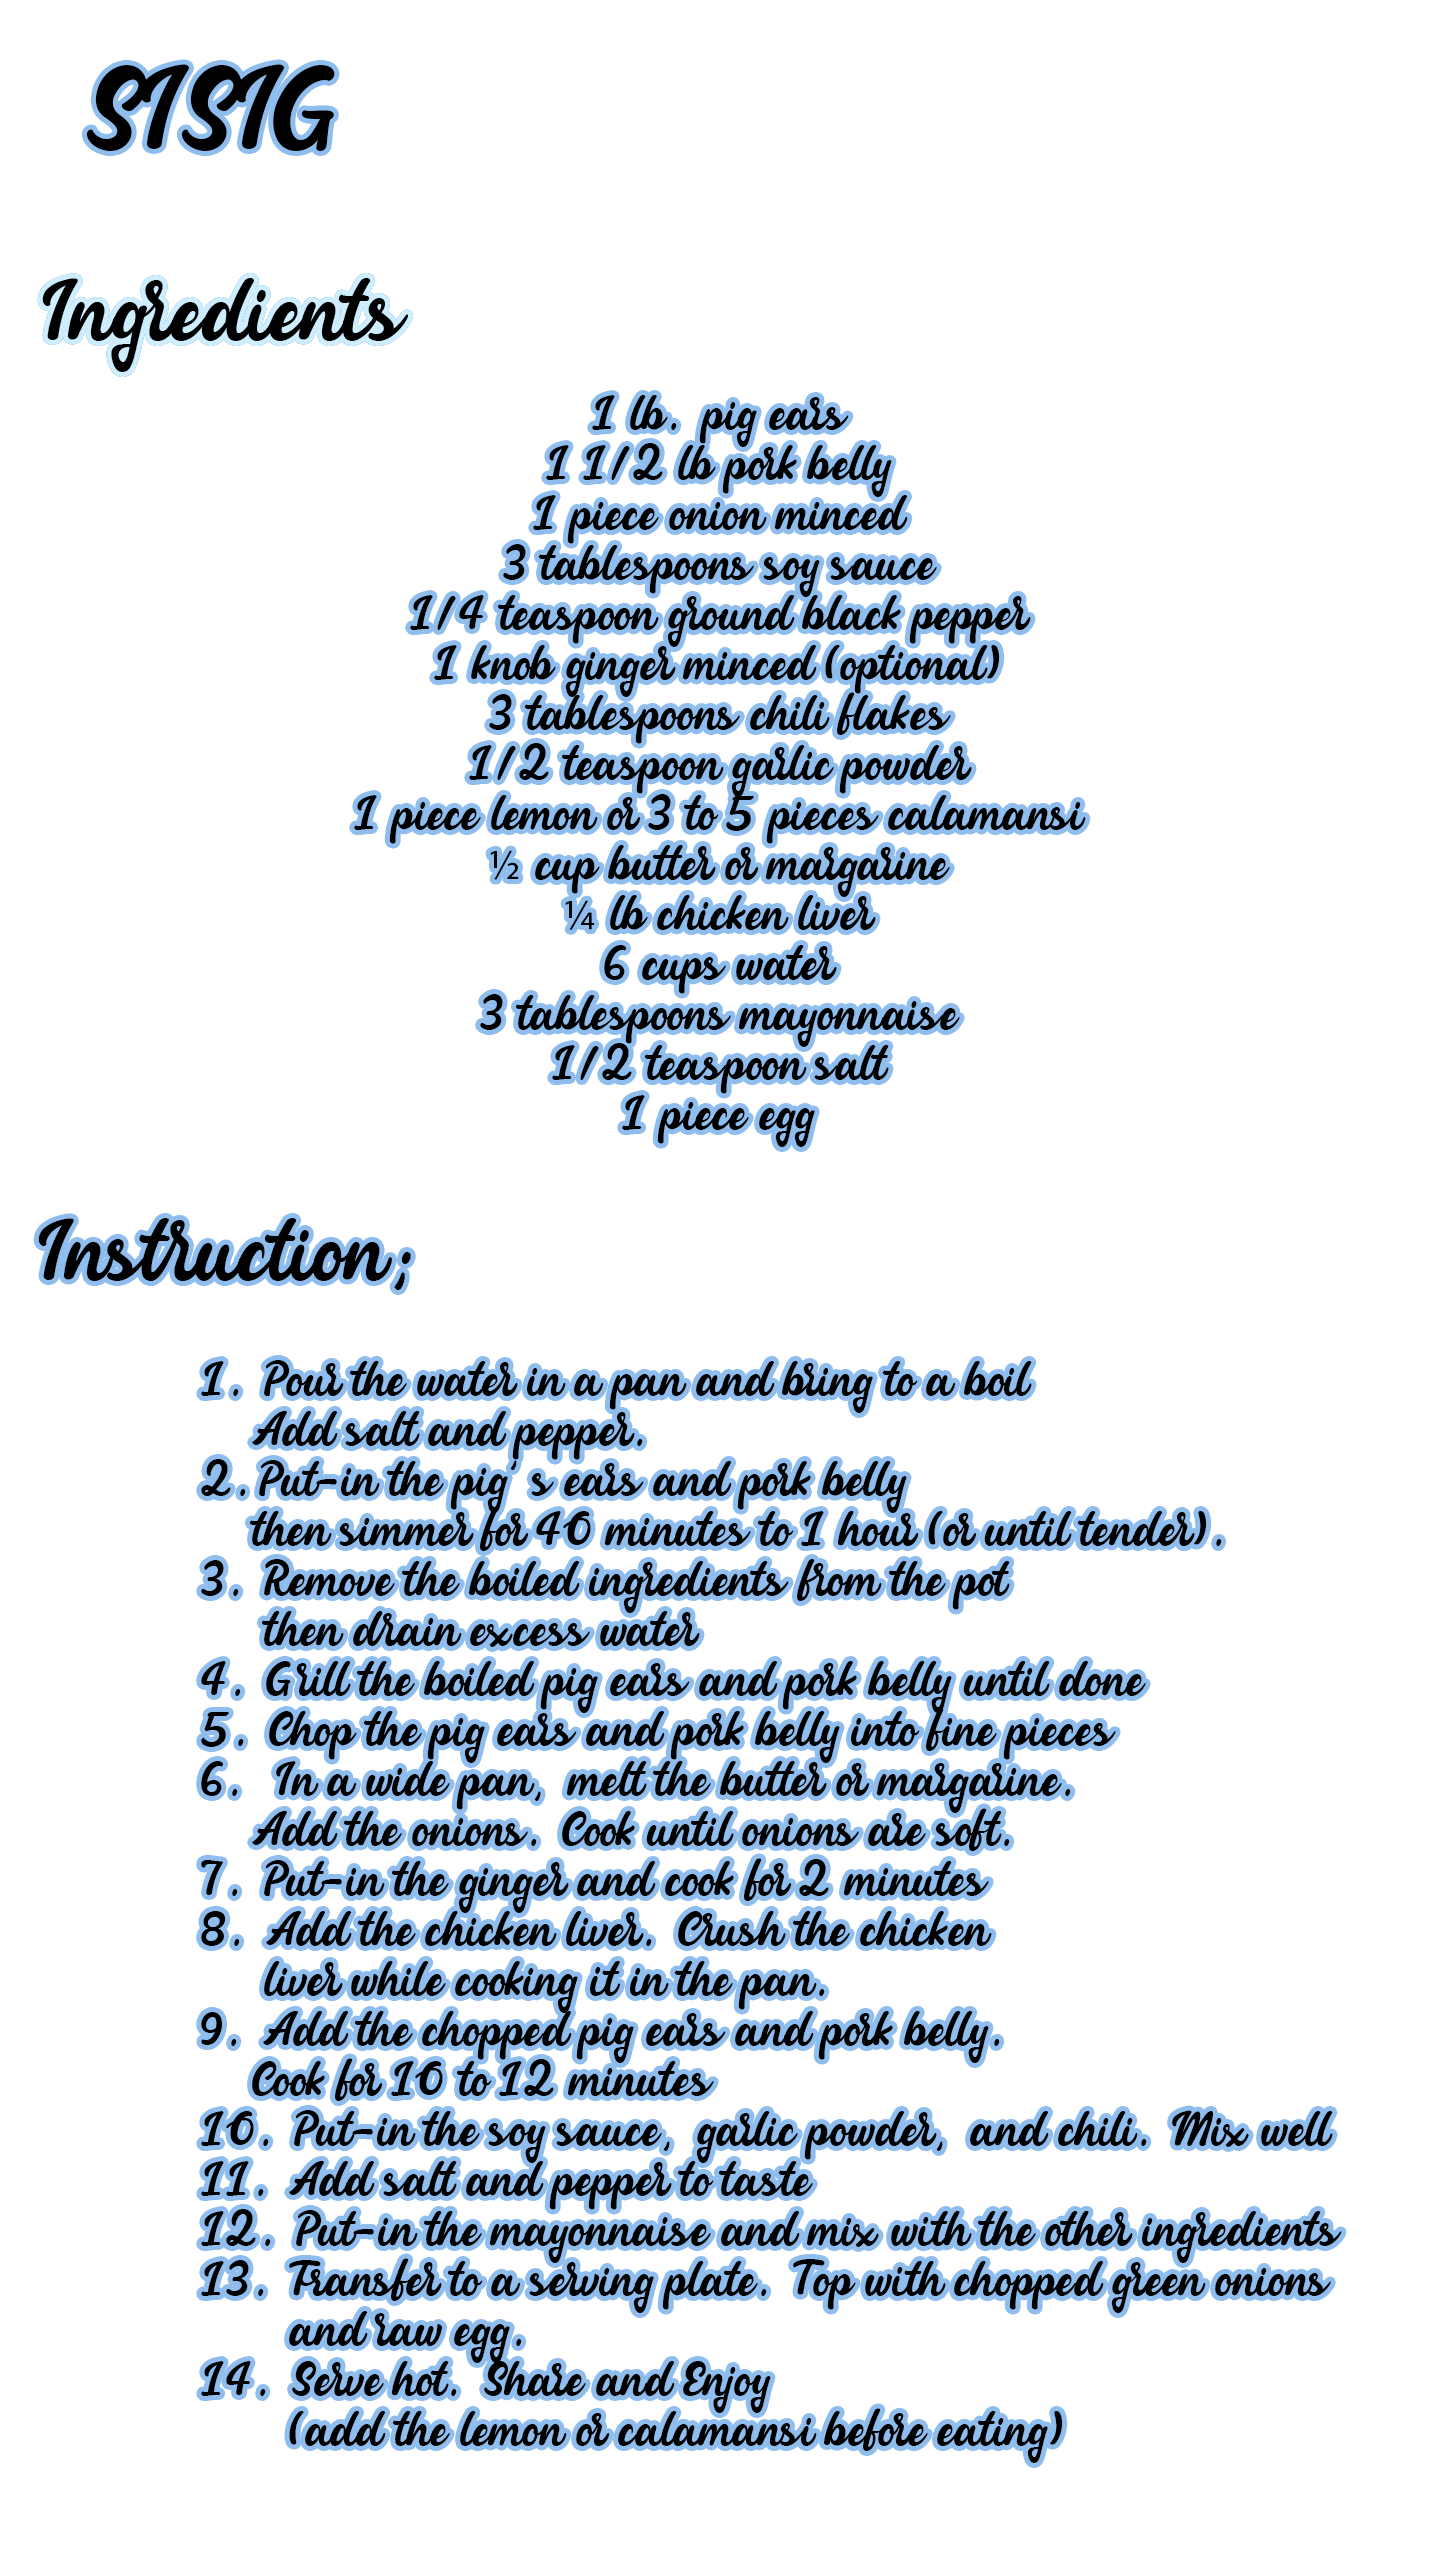 SISIG
Ingredients
1 lb. pig ears
1 1/2 lb pork belly
1 piece onion minced
3 tablespoons soy sauce
1/4 teaspoon ground black pepper
1 knob ginger minced (optional)
3 tablespoons chili flakes
1/2 teaspoon garlic powder
1 piece lemon or 3 to 5 pieces calamansi
½ cup butter or margarine
¼ lb chicken liver
6 cups water
3 tablespoons mayonnaise
1/2 teaspoon salt
1 piece egg
Instruction;
1. Pour the water in a pan and bring to a boil
Add salt and pepper.
2. Put-in the pig's ears and pork belly
then simmer for 40 minutes to 1 hour (or until tender).
3. Remove the boiled ingredients from the pot
then drain excess water
4. Grill the boiled pig ears and pork belly until done
5. Chop the pig ears and pork belly into fine pieces
6. In a wide pan, melt the butter or margarine.
Add the onions. Cook until onions are soft.
7. Put-in the ginger and cook for 2 minutes
8. Add the chicken liver. Crush the chicken
liver while cooking it in the pan.
9. Add the chopped pig ears and pork belly.
Cook for 10 to 12 minutes
10. Put-in the soy sauce, garlic powder, and chili. Mix well
11. Add salt and pepper to taste
12. Put-in the mayonnaise and mix with the other ingredients
13. Transfer to a serving plate. Top with chopped green onions
and raw egg.
14. Serve hot. Share and Enjoy
(add the lemon or calamansi before eating)